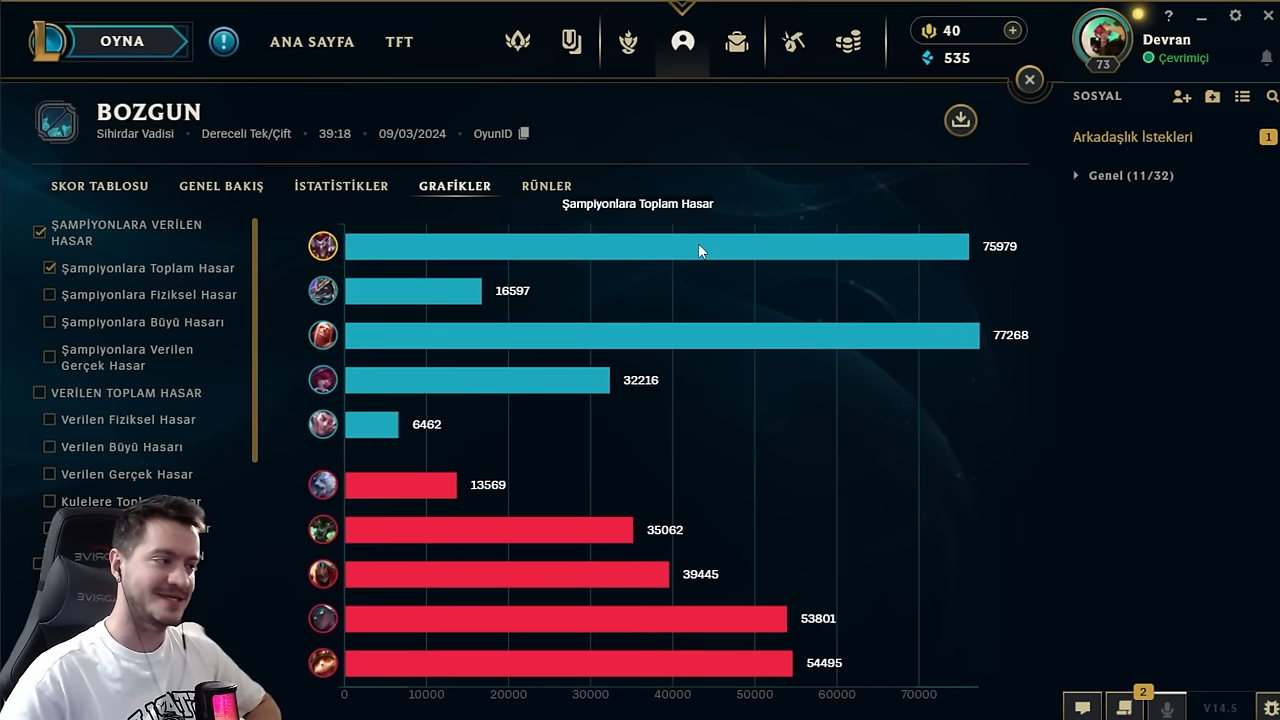 OYNA
ANA SAYFA
TFT
40
535
73
Devran
Çevrimiçi
BOZGUN
Sihirdar Vadisi • Dereceli Tek/Çift • 39:18 • 09/03/2024 • OyunID
SOSYAL
Arkadaşlık İstekleri
1
Genel (11/32)
SKOR TABLOSU
GENEL BAKIŞ
İSTATİSTİKLER
GRAFİKLER
RÜNLER
Şampiyonlara Toplam Hasar
ŞAMPİYONLARA VERİLEN
HASAR
Şampiyonlara Toplam Hasar
Şampiyonlara Fiziksel Hasar
Şampiyonlara Büyü Hasarı
Şampiyonlara Verilen
Gerçek Hasar
VERİLEN TOPLAM HASAR
Verilen Fiziksel Hasar
Verilen Büyü Hasarı
Verilen Gerçek Hasar
75979
16597
77268
32216
6462
13569
35062
39445
53801
54495
0 10000 20000 30000 40000 50000 60000 70000
2
V14.5